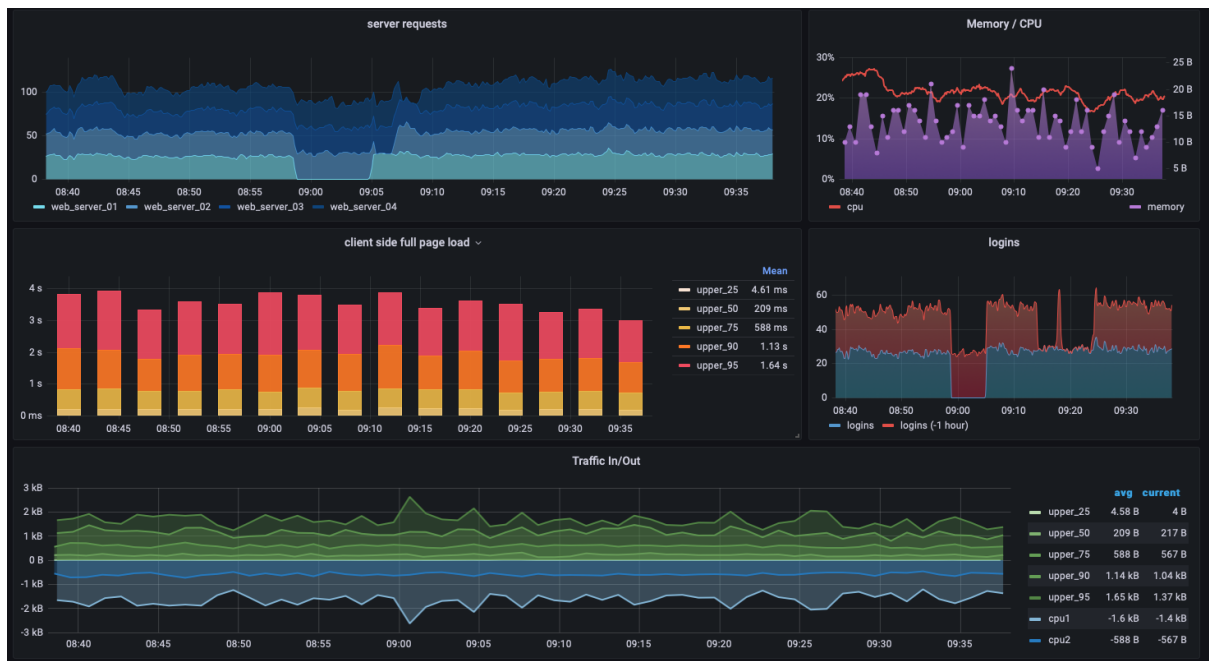 server requests
100
50
0
08:40 08:45 08:50 08:55 09:00 09:05 09:10 09:15 09:20 09:25 09:30 09:35
web_server_01 web_server_02 web_server_03 web_server_04
Memory / CPU
30%
20%
10%
0%
25 B
20 B
15 B
10 B
5 B
08:40 08:50 09:00 09:10 09:20 09:30
cpu
memory
client side full page load
4 s
3 s
2 s
1 s
0 ms
08:40 08:45 08:50 08:55 09:00 09:05 09:10 09:15 09:20 09:25 09:30 09:35
Mean
upper_25 4.61 ms
upper_50 209 ms
upper_75 588 ms
upper_90 1.13 s
upper_95 1.64 s
logins
60
40
20
0
08:40 08:50 09:00 09:10 09:20 09:30
logins logins (-1 hour)
Traffic In/Out
3 kB
2 kB
1 kB
0 B
-1 kB
-2 kB
-3 kB
08:40 08:45 08:50 08:55 09:00 09:05 09:10 09:15 09:20 09:25 09:30 09:35
avg current
upper_25 4.58 B 4 B
upper_50 209 B 217 B
upper_75 588 B 567 B
upper_90 1.14 kB 1.04 kB
upper_95 1.65 kB 1.37 kB
cpu1 -1.6 kB -1.4 kB
cpu2 -588 B -567 B